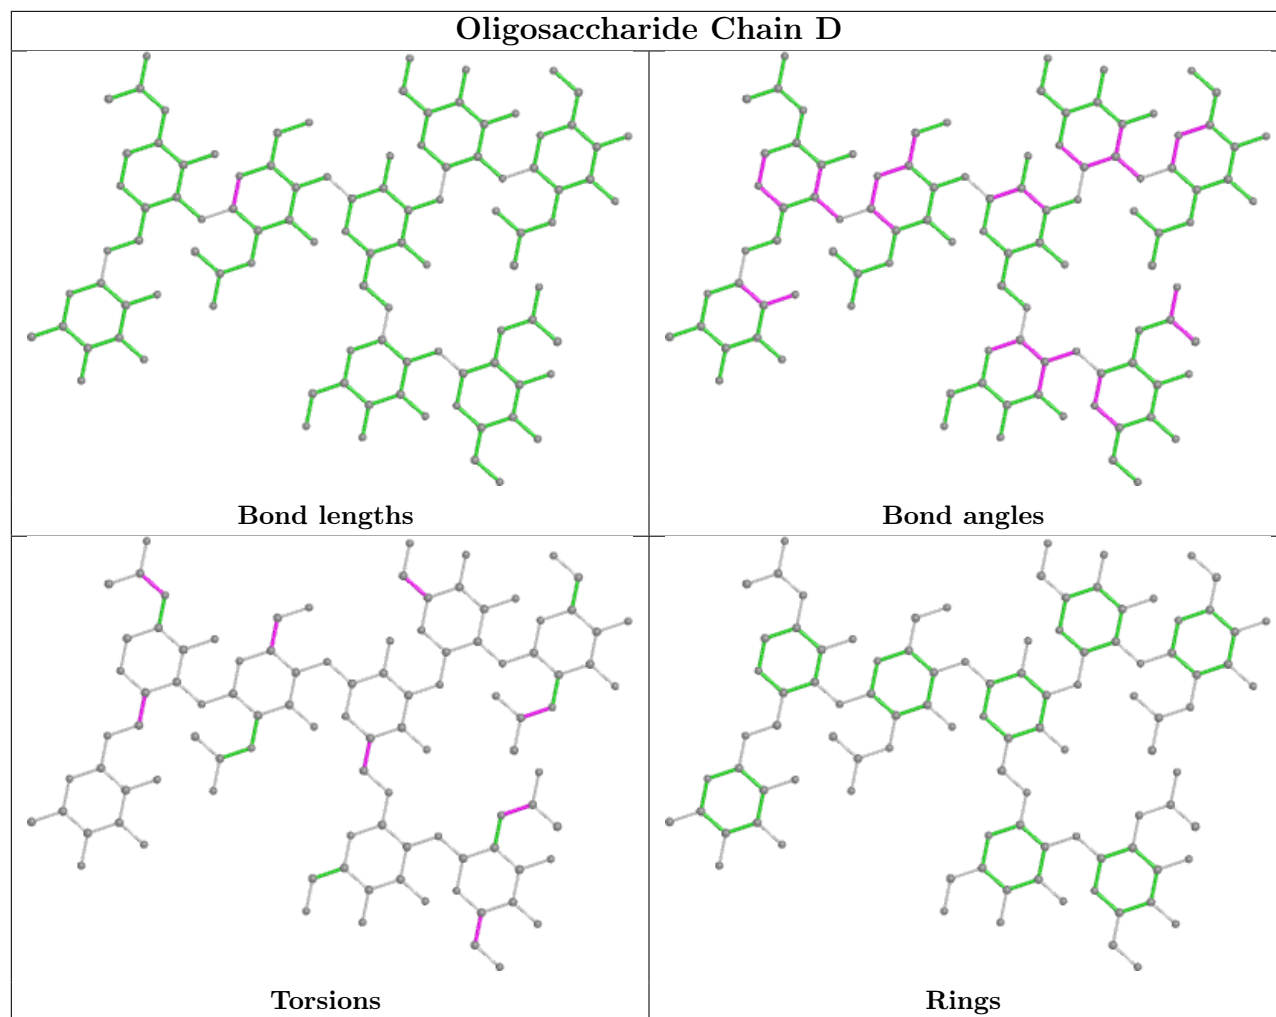 Oligosaccharide Chain D
Bond lengths
Bond angles
Torsions
Rings